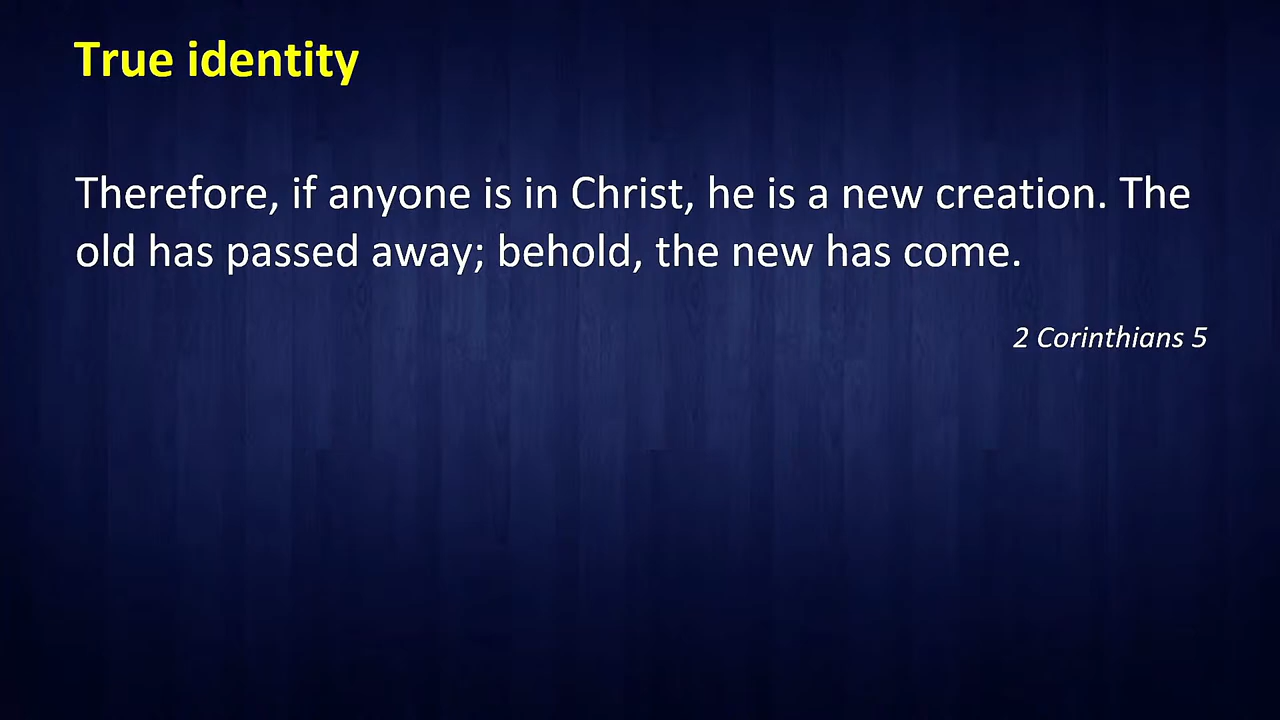 True identity
Therefore, if anyone is in Christ, he is a new creation. The
old has passed away; behold, the new has come.
2 Corinthians 5